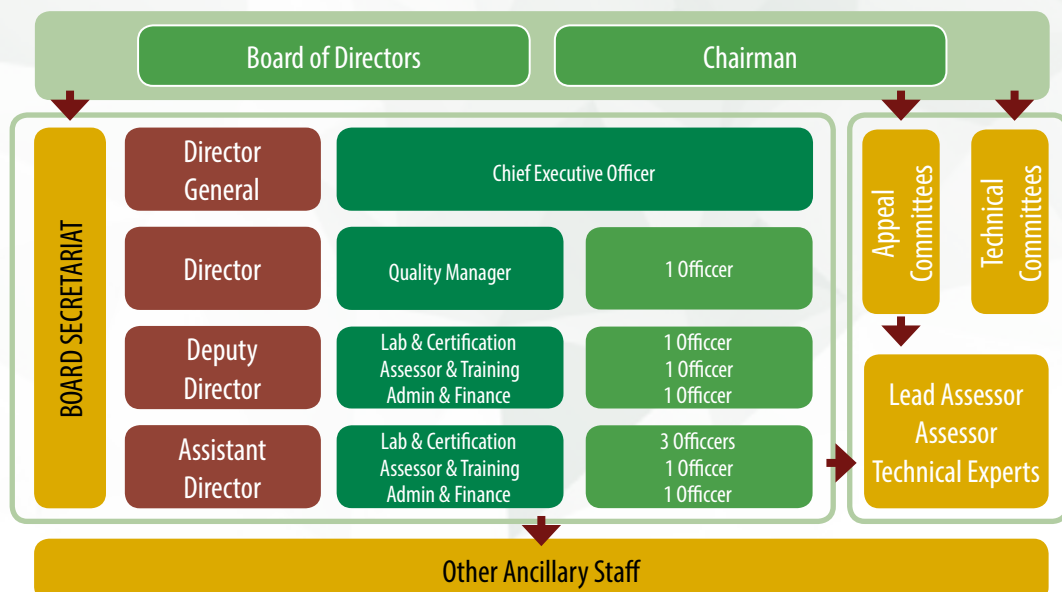 Board of Directors
Chairman
BOARD SECRETARIAT
Director
General
Chief Executive Officer
Director
Quality Manager
1 Officcer
Deputy
Director
Lab & Certification
Assessor & Training
Admin & Finance
1 Officcer
1 Officcer
1 Officcer
Assistant
Director
Lab & Certification
Assessor & Training
Admin & Finance
3 Officcers
1 Officcer
1 Officcer
Appeal
Committees
Technical
Committees
Lead Assessor
Assessor
Technical Experts
Other Ancillary Staff